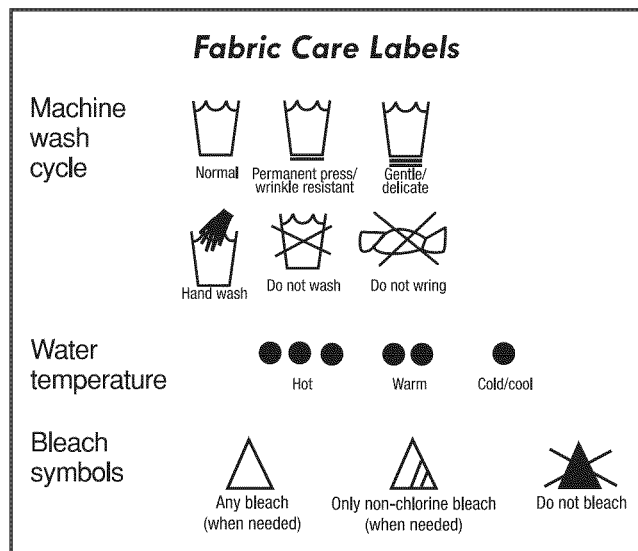 Fabric Care Labels
Machine
wash
cycle
Normal
Permanent press/
wrinkle resistant
Gentle/
delicate
Hand wash
Do not wash
Do not wring
Water
temperature
Hot
Warm
Cold/cool
Bleach
symbols
Any bleach
(when needed)
Only non-chlorine bleach
(when needed)
Do not bleach